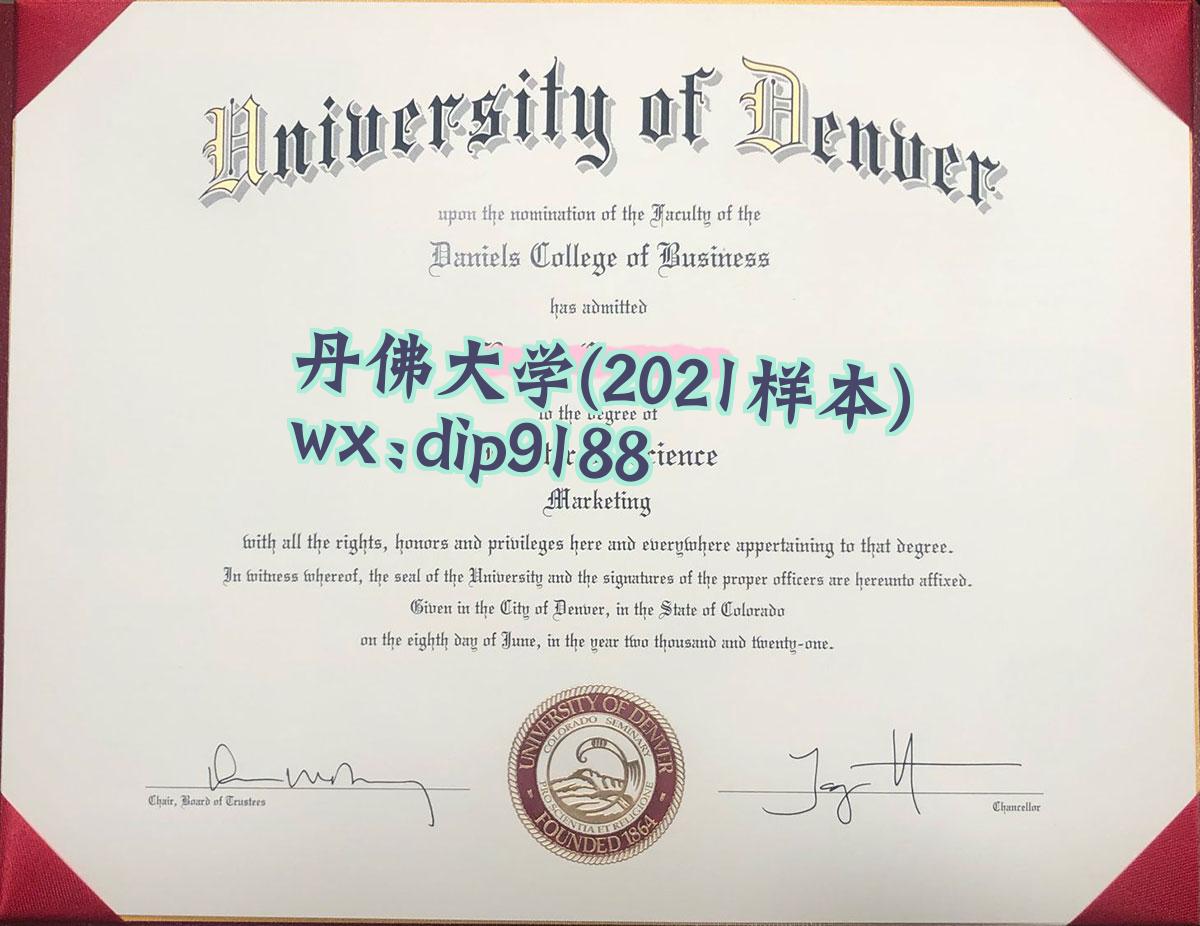 University of Denver
upon the nomination of the Faculty of the
Daniels College of Business
has admitted
丹佛大学(2021样本)
to the degree of
wx:dip9188
Marketing
with all the rights, honors and privileges here and everywhere appertaining to that degree.
In witness whereof, the seal of the University and the signatures of the proper officers are hereunto affixed.
Given in the City of Denver, in the State of Colorado
on the eighth day of June, in the year two thousand and twenty-one.
UNIVERSITY OF DENVER
COLORADO SEMINARY
PRO SCIENTIA ET RELIGIONE
FOUNDED 1864
Chair, Board of Trustees
Chancellor